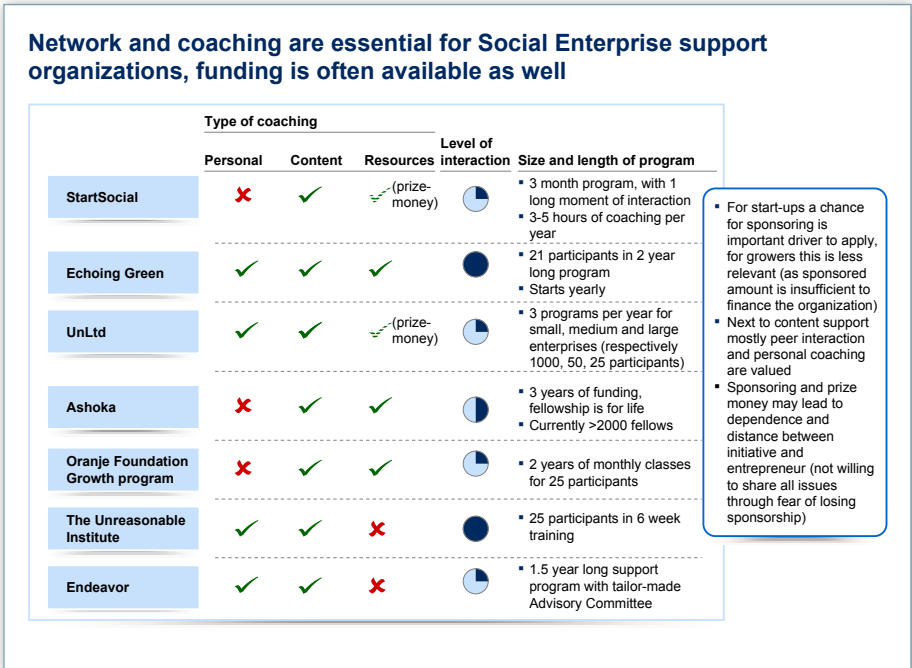 Network and coaching are essential for Social Enterprise support
organizations, funding is often available as well
Type of coaching
Personal
Content
Resources
Level of
interaction
Size and length of program
StartSocial
(prize-
money)
▪ 3 month program, with 1
long moment of interaction
▪ 3-5 hours of coaching per
year
Echoing Green
▪ 21 participants in 2 year
long program
▪ Starts yearly
UnLtd
(prize-
money)
▪ 3 programs per year for
small, medium and large
enterprises (respectively
1000, 50, 25 participants)
Ashoka
▪ 3 years of funding,
fellowship is for life
▪ Currently >2000 fellows
Oranje Foundation
Growth program
▪ 2 years of monthly classes
for 25 participants
The Unreasonable
Institute
▪ 25 participants in 6 week
training
Endeavor
▪ 1.5 year long support
program with tailor-made
Advisory Committee
▪ For start-ups a chance
for sponsoring is
important driver to apply,
for growers this is less
relevant (as sponsored
amount is insufficient to
finance the organization)
▪ Next to content support
mostly peer interaction
and personal coaching
are valued
▪ Sponsoring and prize
money may lead to
dependence and
distance between
initiative and
entrepreneur (not willing
to share all issues
through fear of losing
sponsorship)